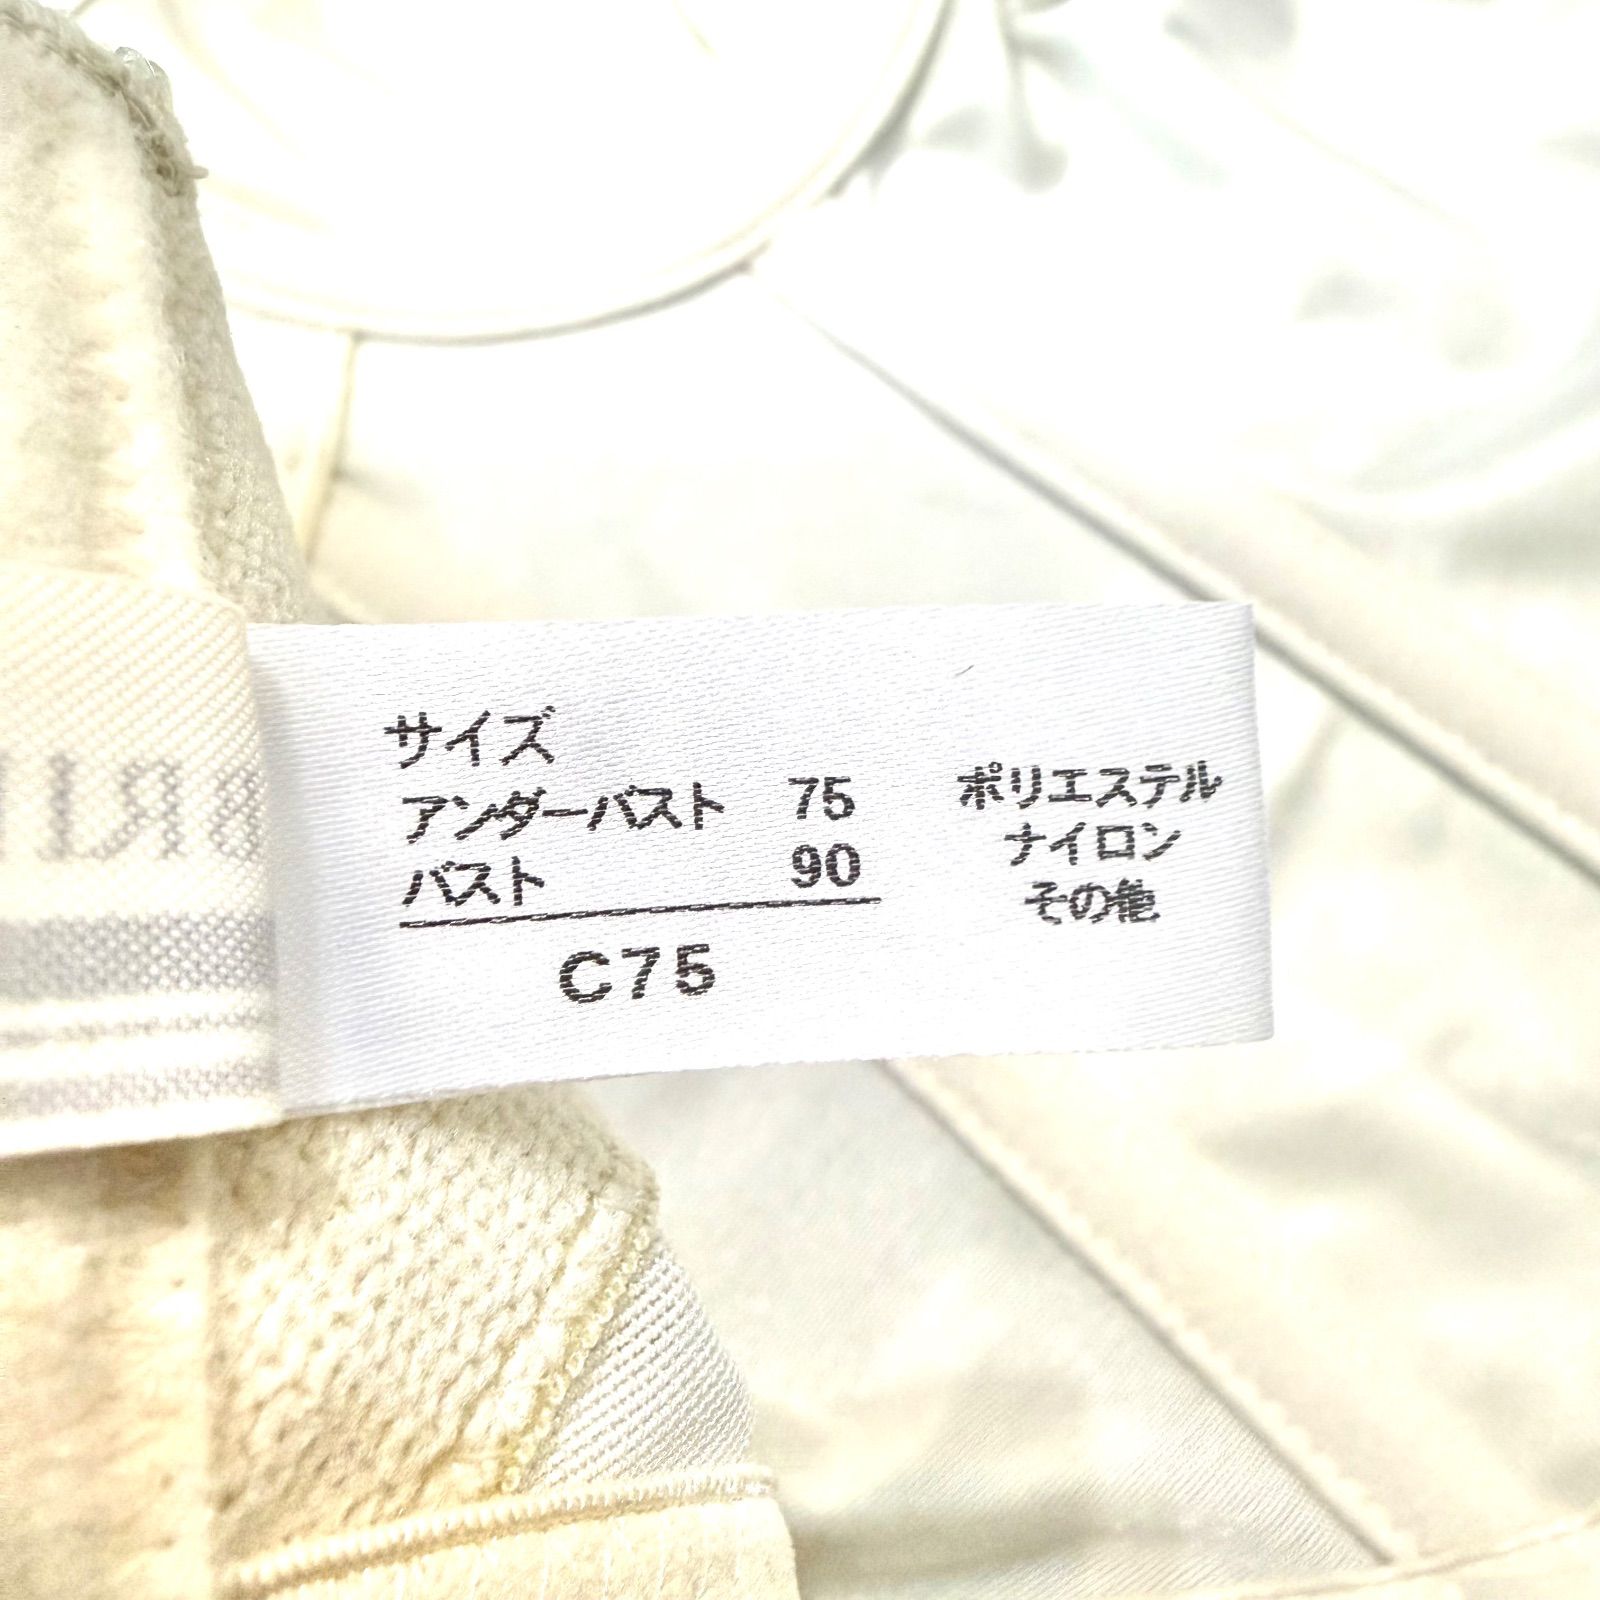 サイズ
アンダーバスト 75
バスト 90
C75
ポリエステル
ナイロン
その他